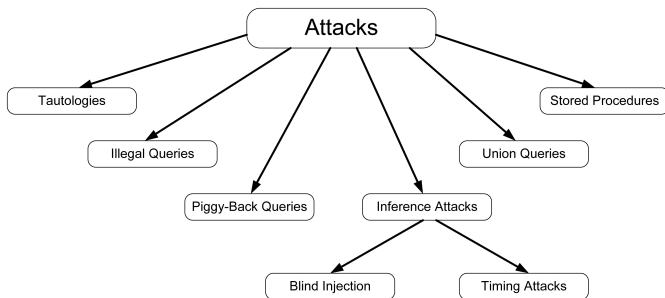 Attacks
Tautologies
Stored Procedures
Illegal Queries
Union Queries
Piggy-Back Queries
Inference Attacks
Blind Injection
Timing Attacks